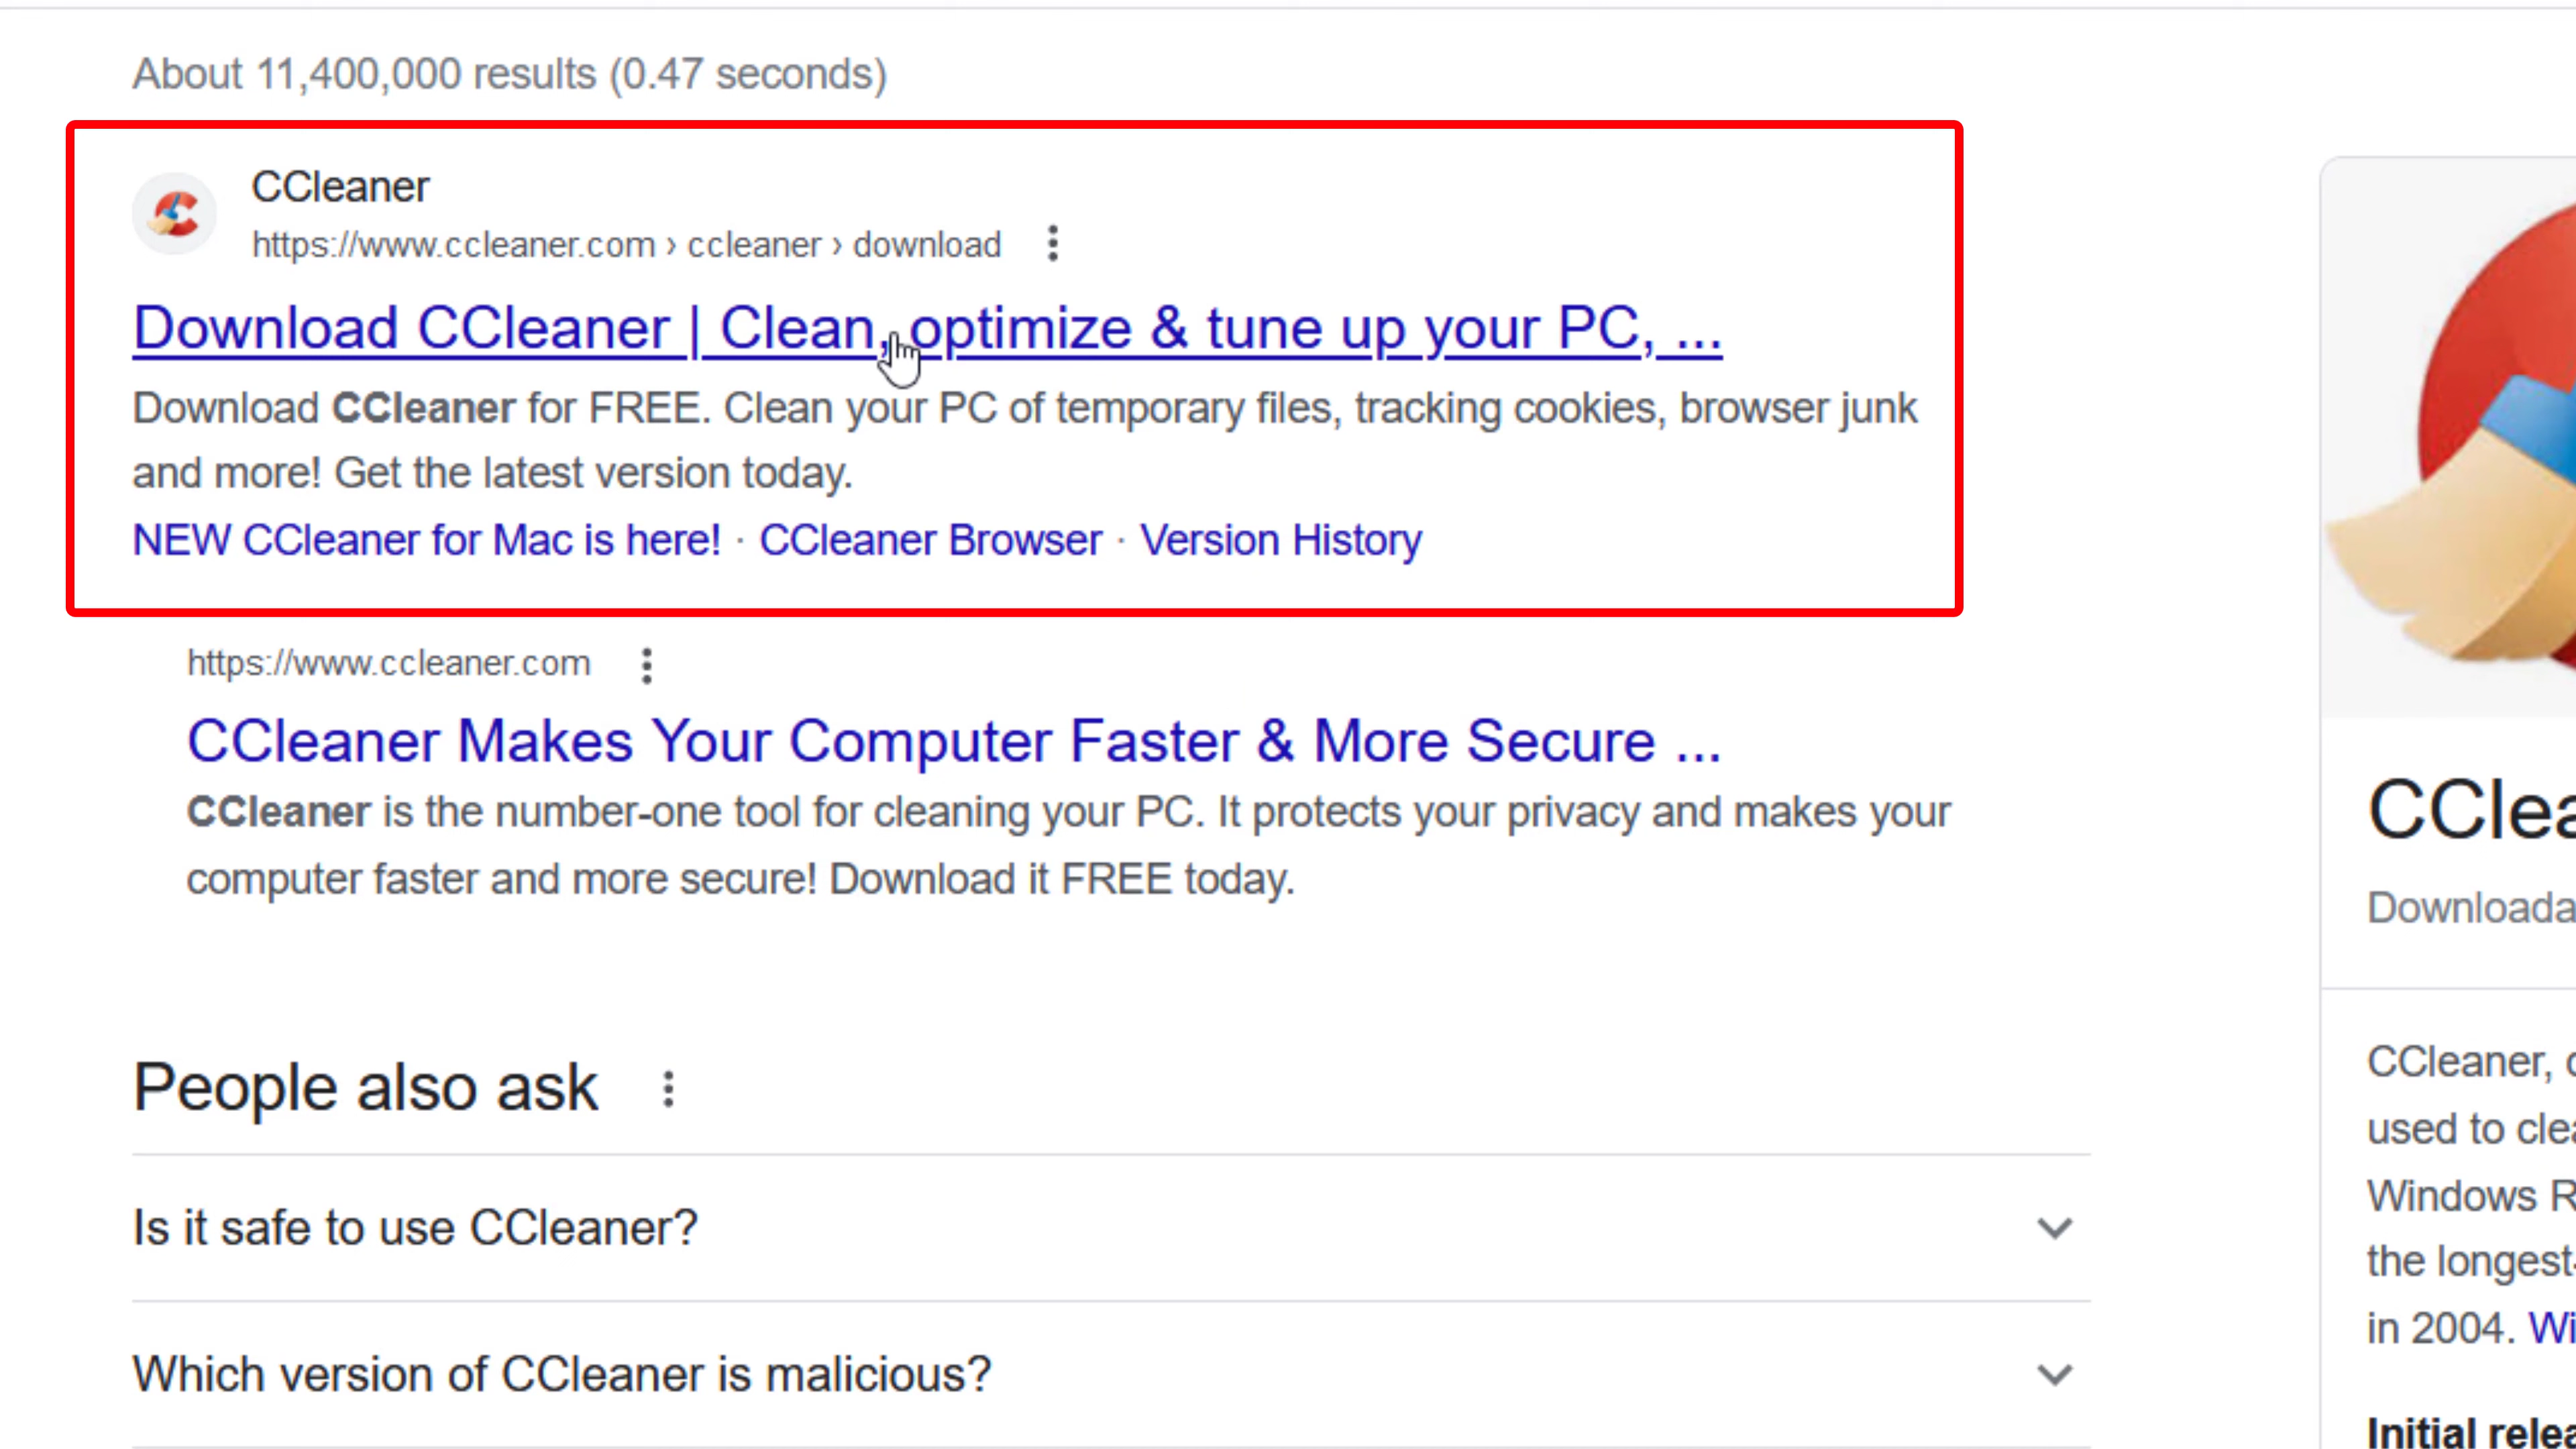 About 11,400,000 results (0.47 seconds)
CCleaner
https://www.ccleaner.com › ccleaner › download
Download CCleaner | Clean, optimize & tune up your PC, ...
Download CCleaner for FREE. Clean your PC of temporary files, tracking cookies, browser junk
and more! Get the latest version today.
NEW CCleaner for Mac is here! · CCleaner Browser · Version History
https://www.ccleaner.com
CCleaner Makes Your Computer Faster & More Secure ...
CCleaner is the number-one tool for cleaning your PC. It protects your privacy and makes your
computer faster and more secure! Download it FREE today.
People also ask
Is it safe to use CCleaner?
Which version of CCleaner is malicious?
CClea
Downloada
CCleaner,
used to clea
Windows R
the longest-
in 2004. Wi
Initial relea